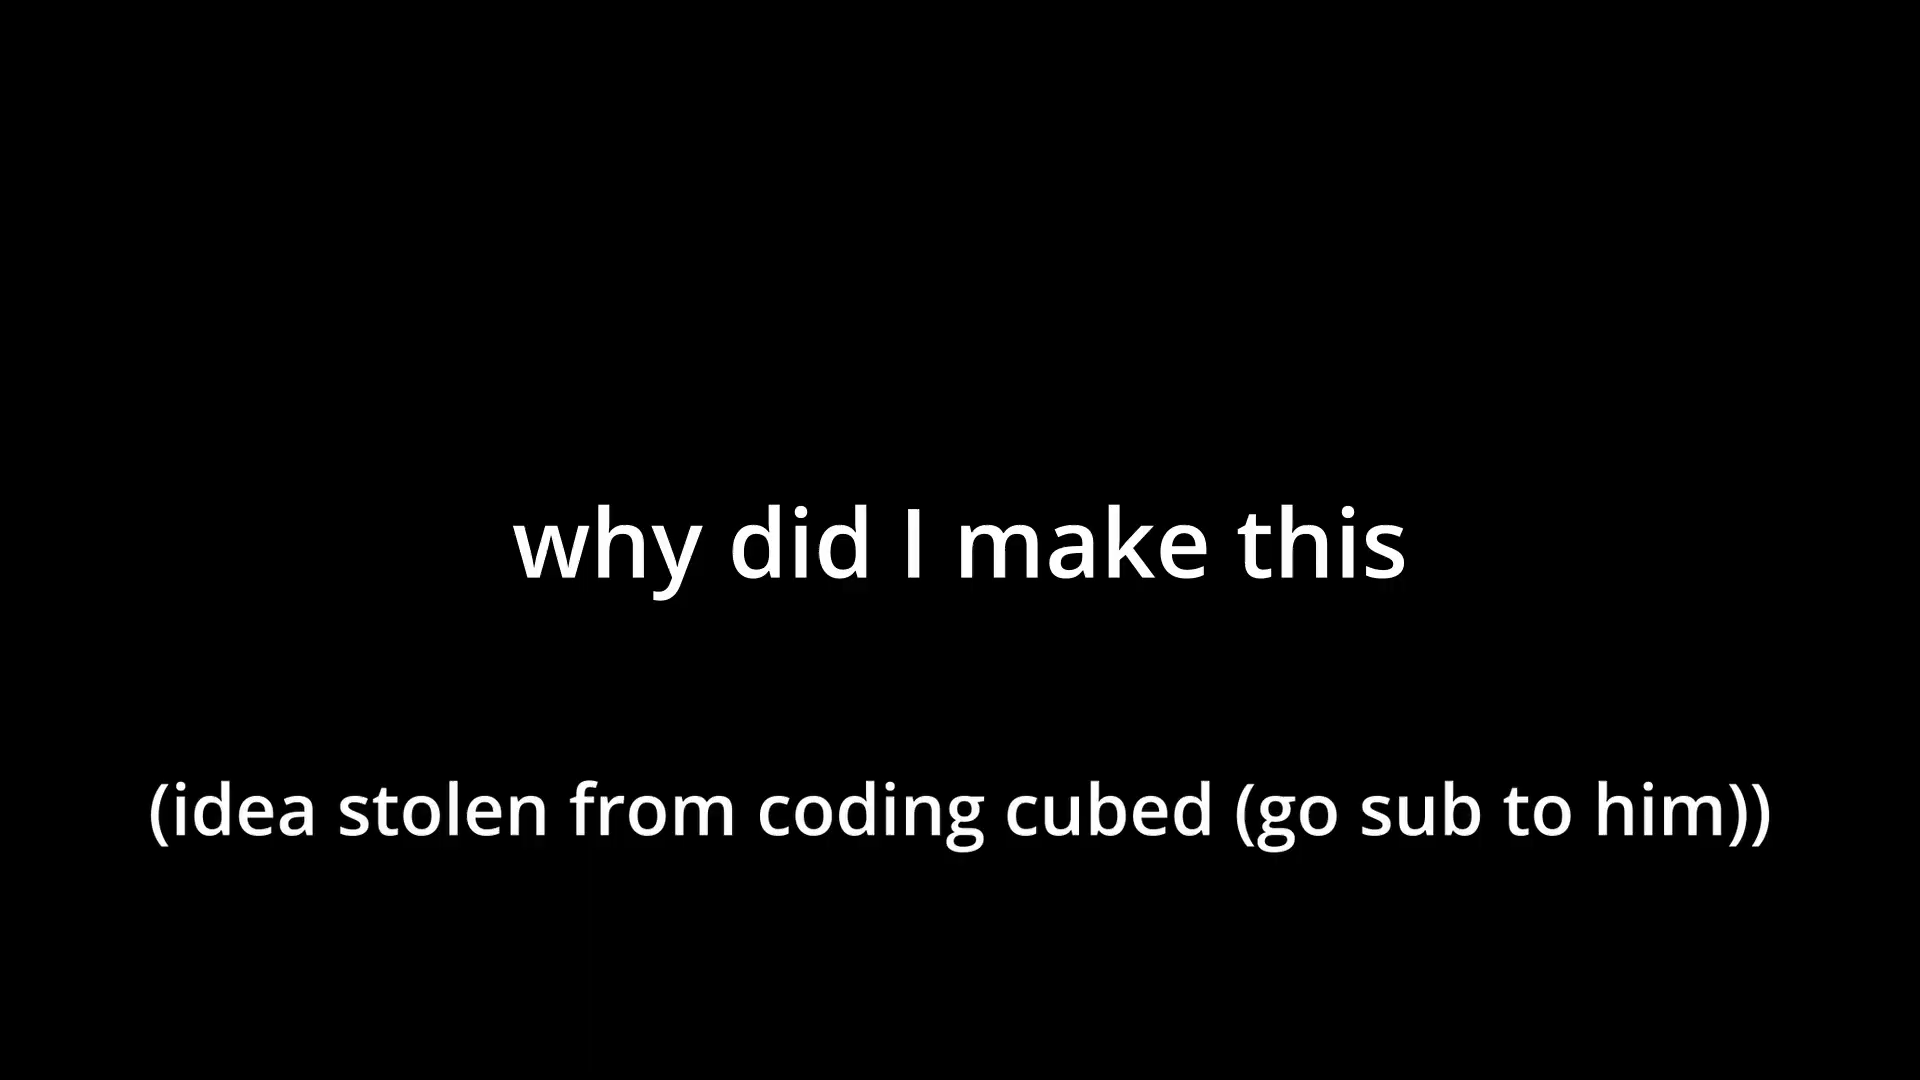 why did I make this
(idea stolen from coding cubed (go sub to him))